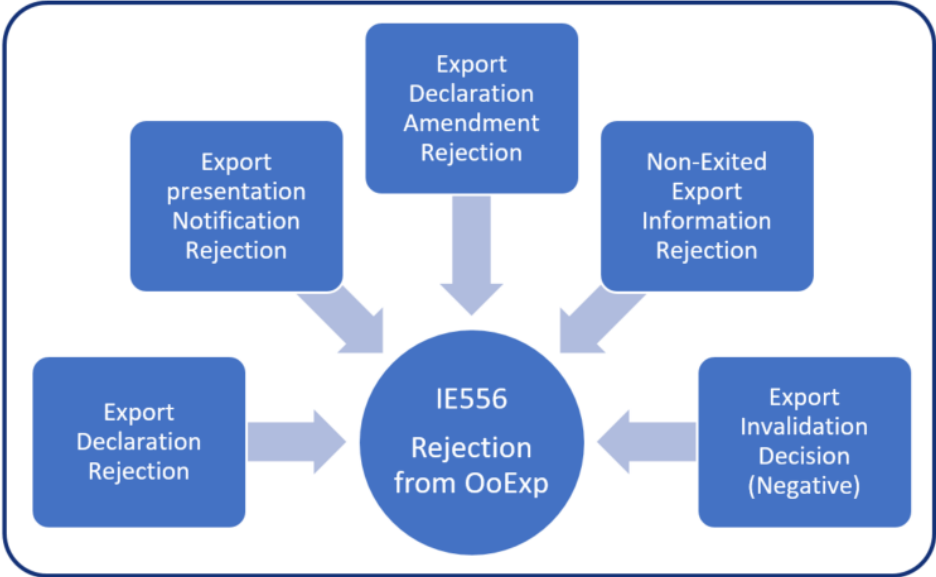 Export
Declaration
Amendment
Rejection
Export
presentation
Notification
Rejection
Non-Exited
Export
Information
Rejection
Export
Declaration
Rejection
IE556
Rejection
from OoExp
Export
Invalidation
Decision
(Negative)